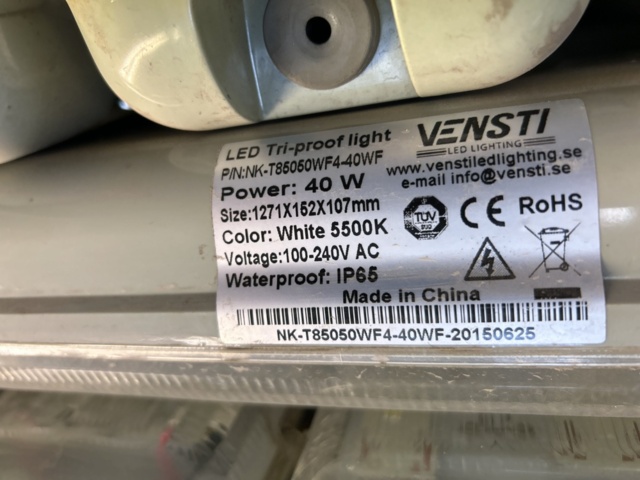 LED Tri-proof light
P/N:NK-T85050WF4-40WF
Power: 40 W
Size:1271X152X107mm
Color: White 5500K
Voltage:100-240V AC
Waterproof: IP65
VENSTI
LED LIGHTING
www.venstiledlighting.se
e-mail info@vensti.se
TÜV
CE RoHS
Made in China
NK-T85050WF4-40WF-20150625